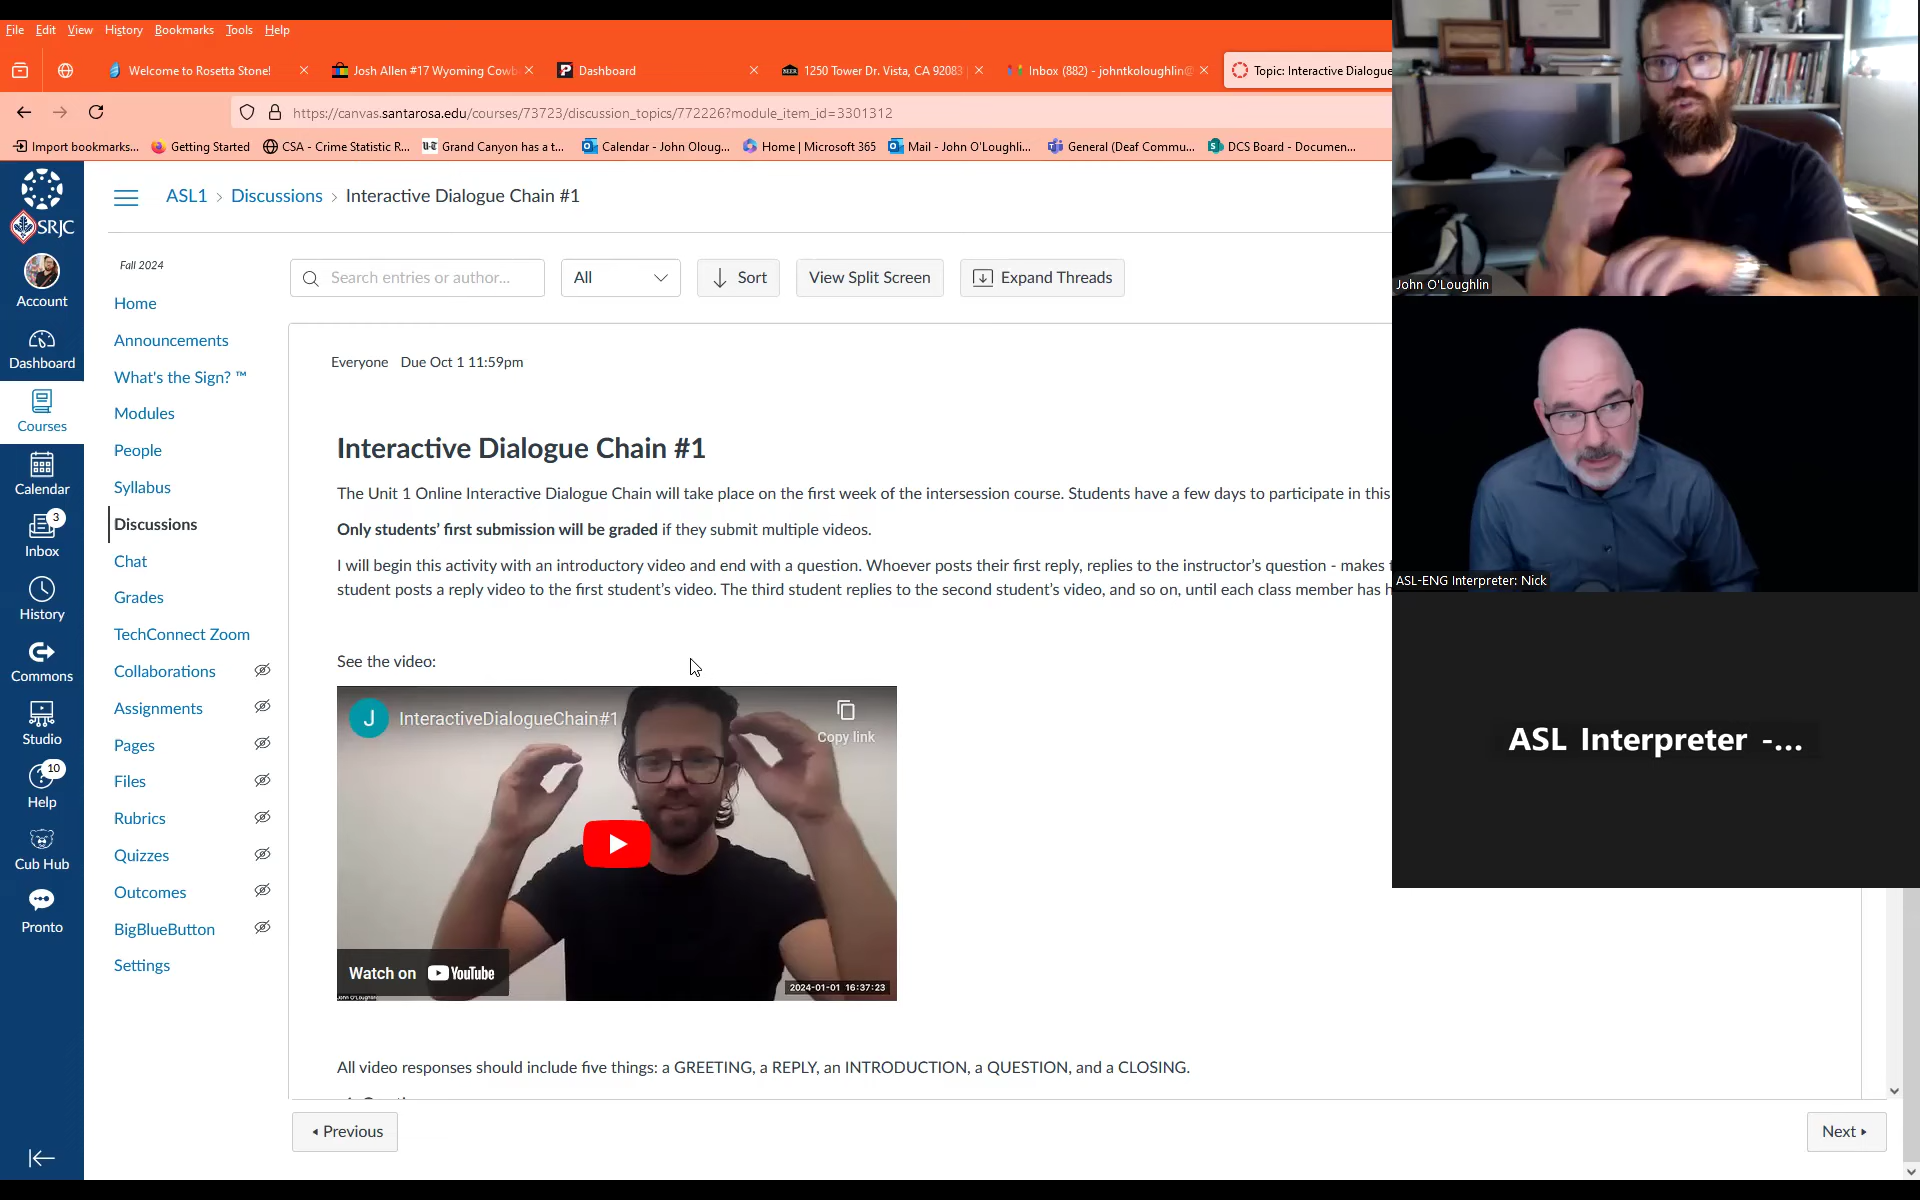 File Edit View History Bookmarks Tools Help
Welcome to Rosetta Stone!
Josh Allen #17 Wyoming Cowb
Dashboard
1250 Tower Dr. Vista, CA 92083
Inbox (882) - johntkoloughlin@
Topic: Interactive Dialogue
https://canvas.santarosa.edu/courses/73723/discussion_topics/772226?module_item_id=3301312
Import bookmarks...
Getting Started
CSA - Crime Statistic R...
Grand Canyon has a t...
Calendar - John Oloug...
Home | Microsoft 365
Mail - John O'Loughli...
General (Deaf Commu...
DCS Board - Documen...
SRJC
Account
Dashboard
Courses
Calendar
3
Inbox
History
Commons
Studio
10
Help
Cub Hub
Pronto
ASL1 > Discussions > Interactive Dialogue Chain #1
Fall 2024
Home
Announcements
What's the Sign? ™
Modules
People
Syllabus
Discussions
Chat
Grades
TechConnect Zoom
Collaborations
Assignments
Pages
Files
Rubrics
Quizzes
Outcomes
BigBlueButton
Settings
Search entries or author...
All
Sort
View Split Screen
Expand Threads
Everyone Due Oct 1 11:59pm
Interactive Dialogue Chain #1
The Unit 1 Online Interactive Dialogue Chain will take place on the first week of the intersession course. Students have a few days to participate in this
Only students' first submission will be graded if they submit multiple videos.
I will begin this activity with an introductory video and end with a question. Whoever posts their first reply, replies to the instructor's question - makes
student posts a reply video to the first student's video. The third student replies to the second student's video, and so on, until each class member has
See the video:
J
InteractiveDialogueChain#1
Copy link
Watch on YouTube
John O'Loughlin
2024-01-01 16:37:23
All video responses should include five things: a GREETING, a REPLY, an INTRODUCTION, a QUESTION, and a CLOSING.
Previous
Next
John O'Loughlin
ASL-ENG Interpreter: Nick
ASL Interpreter -...